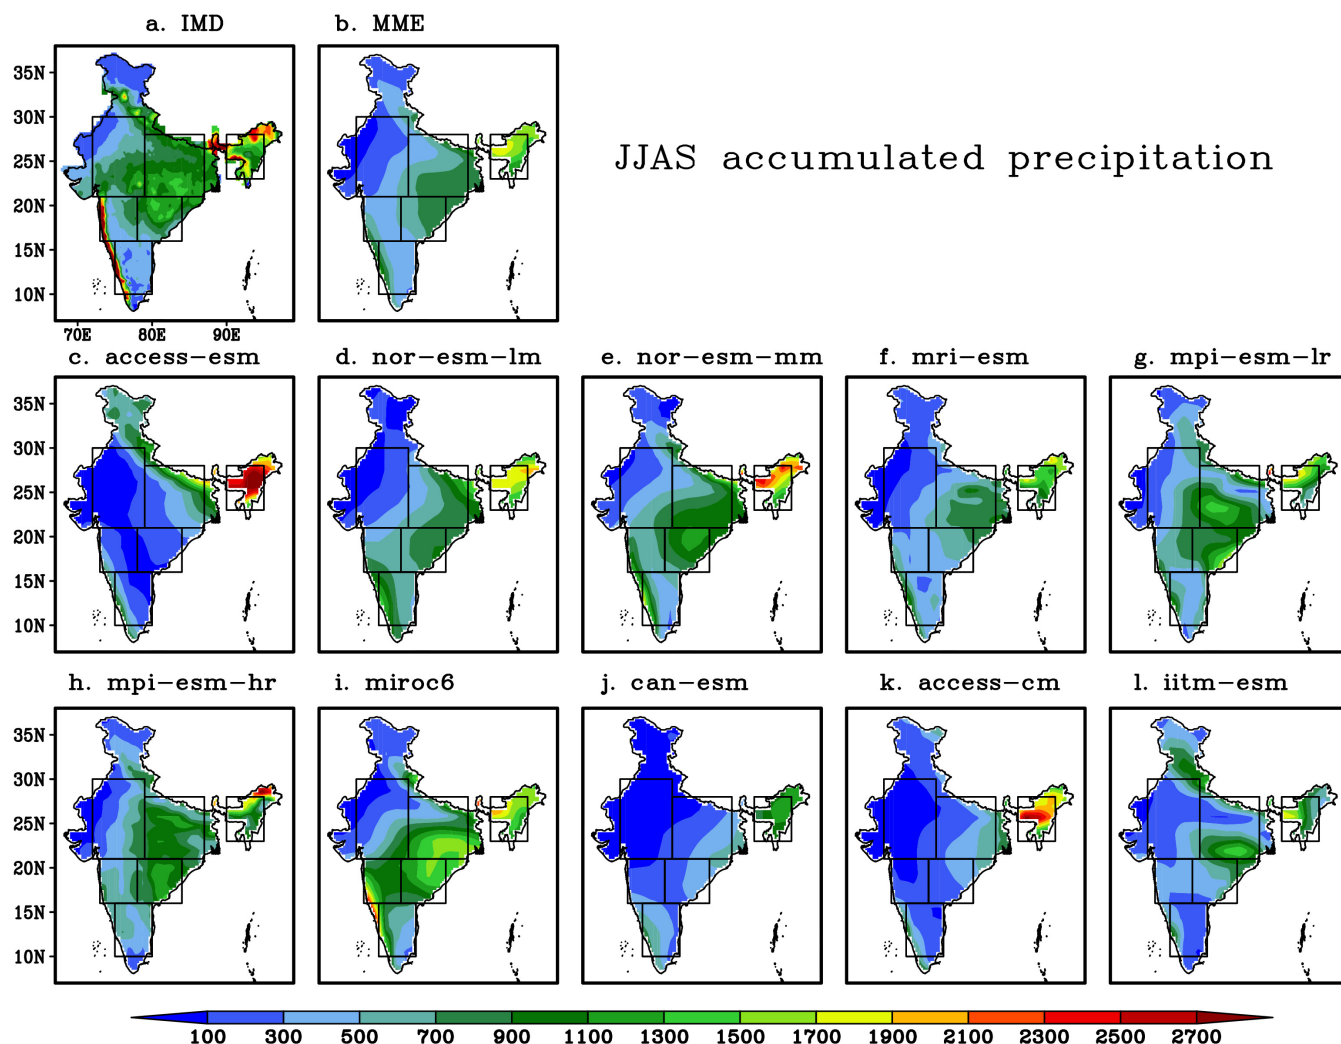 a. IMD
b. MME
35N
30N
25N
20N
15N
10N
70E
80E
90E
JJAS accumulated precipitation
c. access-esm
d. nor-esm-lm
e. nor-esm-mm
f. mri-esm
g. mpi-esm-lr
35N
30N
25N
20N
15N
10N
h. mpi-esm-hr
i. miroc6
j. can-esm
k. access-cm
l. iitm-esm
35N
30N
25N
20N
15N
10N
100 300 500 700 900 1100 1300 1500 1700 1900 2100 2300 2500 2700